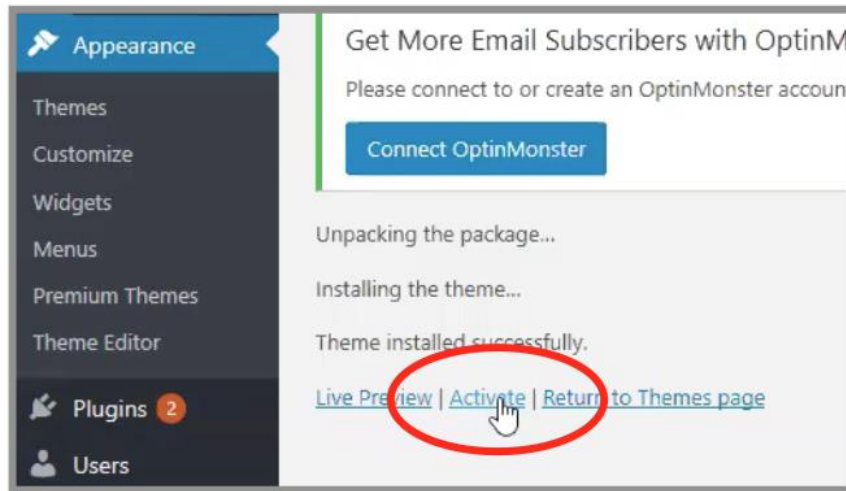 Appearance
Themes
Customize
Widgets
Menus
Premium Themes
Theme Editor
Plugins 2
Users
Get More Email Subscribers with OptinM
Please connect to or create an OptinMonster accoun
Connect OptinMonster
Unpacking the package...
Installing the theme...
Theme installed successfully.
Live Preview | Activate | Return to Themes page